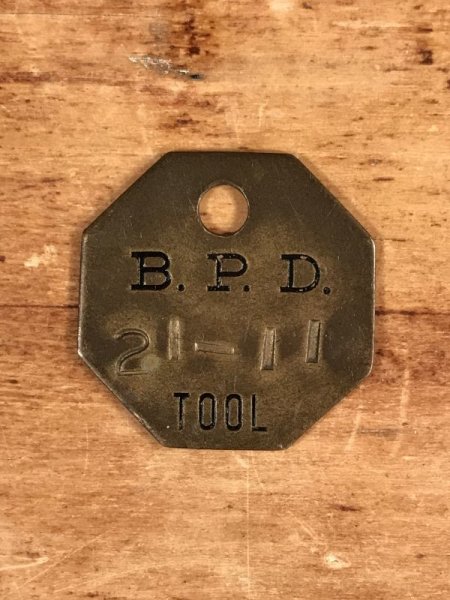 B. P. D.
21-11
TOOL